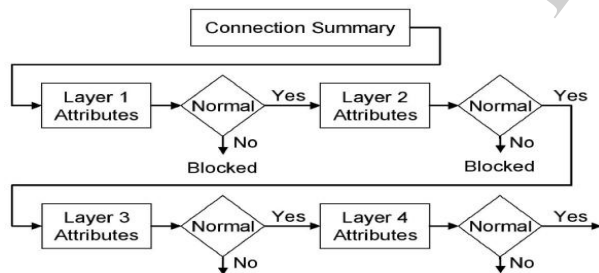 Connection Summary
Layer 1
Attributes
Normal
Yes
No
Blocked
Layer 2
Attributes
Normal
Yes
No
Blocked
Layer 3
Attributes
Normal
Yes
No
Layer 4
Attributes
Normal
Yes
No